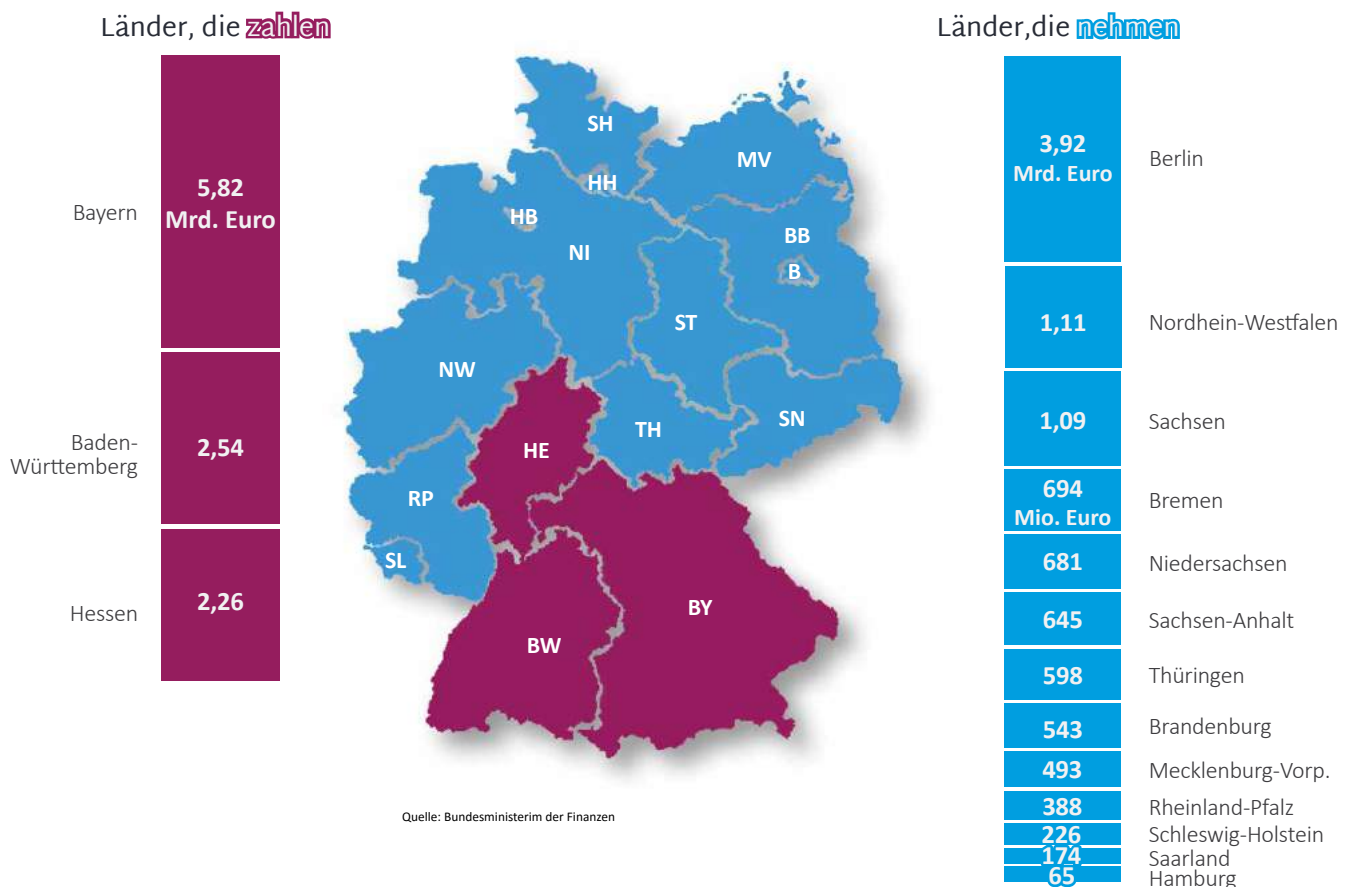 Länder, die zahlen
Bayern
5,82
Mrd. Euro
Baden-
Württemberg
2,54
Hessen
2,26
SH
MV
HH
HB
BB
NI
B
ST
NW
SN
TH
HE
RP
SL
BY
BW
Quelle: Bundesministerim der Finanzen
Länder,die nehmen
3,92
Mrd. Euro
Berlin
1,11
Nordhein-Westfalen
1,09
Sachsen
694
Mio. Euro
Bremen
681
Niedersachsen
645
Sachsen-Anhalt
598
Thüringen
543
Brandenburg
493
Mecklenburg-Vorp.
388
Rheinland-Pfalz
226
Schleswig-Holstein
174
Saarland
65
Hamburg